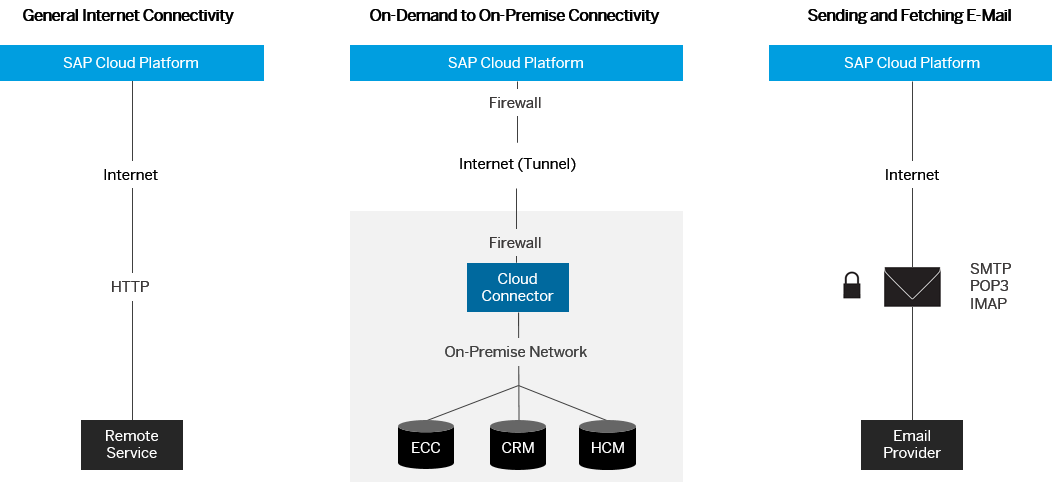 General Internet Connectivity
SAP Cloud Platform
Internet
HTTP
Remote
Service
On-Demand to On-Premise Connectivity
SAP Cloud Platform
Firewall
Internet (Tunnel)
Firewall
Cloud
Connector
On-Premise Network
ECC
CRM
HCM
Sending and Fetching E-Mail
SAP Cloud Platform
Internet
SMTP
POP3
IMAP
Email
Provider